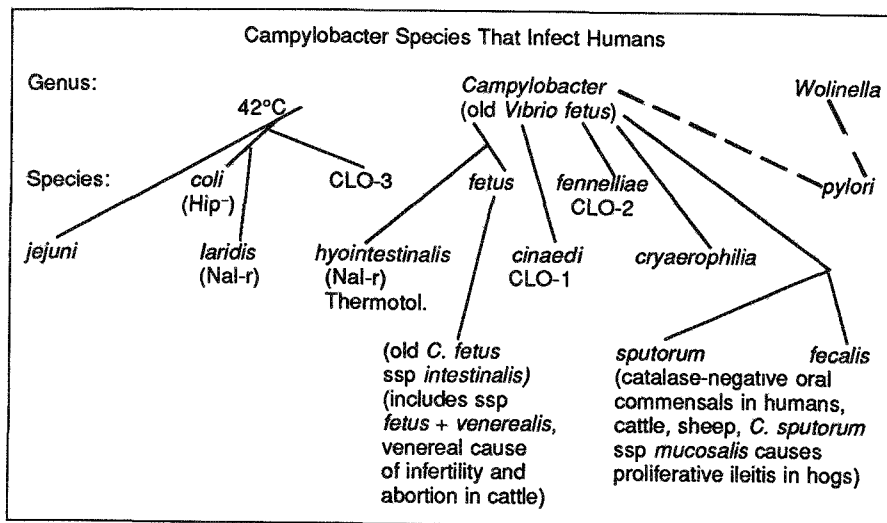 Campylobacter Species That Infect Humans
Genus:
42°C
Campylobacter
(old Vibrio fetus)
Wolinella
Species:
coli
(Hip⁻)
CLO-3
fetus
fennelliae
CLO-2
pylori
jejuni
laridis
(Nal-r)
hyointestinalis
(Nal-r)
Thermotol.
cinaedi
CLO-1
cryaerophilia
(old C. fetus
ssp intestinalis)
(includes ssp
fetus + venerealis,
venereal cause
of infertility and
abortion in cattle)
sputorum
fecalis
(catalase-negative oral
commensals in humans,
cattle, sheep, C. sputorum
ssp mucosalis causes
proliferative ileitis in hogs)